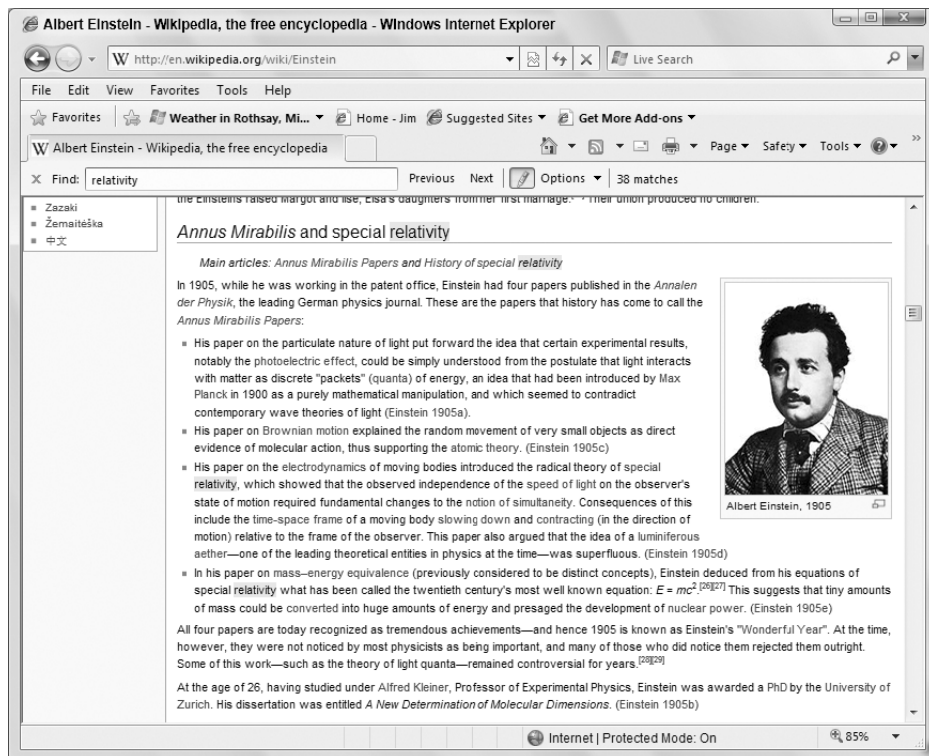 Albert Einstein - Wikipedia, the free encyclopedia - Windows Internet Explorer
http://en.wikipedia.org/wiki/Einstein
Live Search
File Edit View Favorites Tools Help
Favorites Weather in Rothsay, Mi... Home - Jim Suggested Sites Get More Add-ons
W Albert Einstein - Wikipedia, the free encyclopedia Page Safety Tools
X Find: relativity Previous Next Options 38 matches
Zazaki
Žemaitėška
中文
the Einsteins raised Margot and Ilse, Elsa's daughters from her first marriage. Their union produced no children.
Annus Mirabilis and special relativity
Main articles: Annus Mirabilis Papers and History of special relativity
In 1905, while he was working in the patent office, Einstein had four papers published in the Annalen
der Physik, the leading German physics journal. These are the papers that history has come to call the
Annus Mirabilis Papers:
His paper on the particulate nature of light put forward the idea that certain experimental results,
notably the photoelectric effect, could be simply understood from the postulate that light interacts
with matter as discrete "packets" (quanta) of energy, an idea that had been introduced by Max
Planck in 1900 as a purely mathematical manipulation, and which seemed to contradict
contemporary wave theories of light (Einstein 1905a).
His paper on Brownian motion explained the random movement of very small objects as direct
evidence of molecular action, thus supporting the atomic theory. (Einstein 1905c)
His paper on the electrodynamics of moving bodies introduced the radical theory of special
relativity, which showed that the observed independence of the speed of light on the observer's
state of motion required fundamental changes to the notion of simultaneity. Consequences of this
include the time-space frame of a moving body slowing down and contracting (in the direction of
motion) relative to the frame of the observer. This paper also argued that the idea of a luminiferous
aether—one of the leading theoretical entities in physics at the time—was superfluous. (Einstein 1905d)
In his paper on mass–energy equivalence (previously considered to be distinct concepts), Einstein deduced from his equations of
special relativity what has been called the twentieth century's most well known equation: E = mc².[26][27] This suggests that tiny amounts
of mass could be converted into huge amounts of energy and presaged the development of nuclear power. (Einstein 1905e)
Albert Einstein, 1905
All four papers are today recognized as tremendous achievements—and hence 1905 is known as Einstein's "Wonderful Year". At the time,
however, they were not noticed by most physicists as being important, and many of those who did notice them rejected them outright.
Some of this work—such as the theory of light quanta—remained controversial for years.[28][29]
At the age of 26, having studied under Alfred Kleiner, Professor of Experimental Physics, Einstein was awarded a PhD by the University of
Zurich. His dissertation was entitled A New Determination of Molecular Dimensions. (Einstein 1905b)
Internet | Protected Mode: On 85%